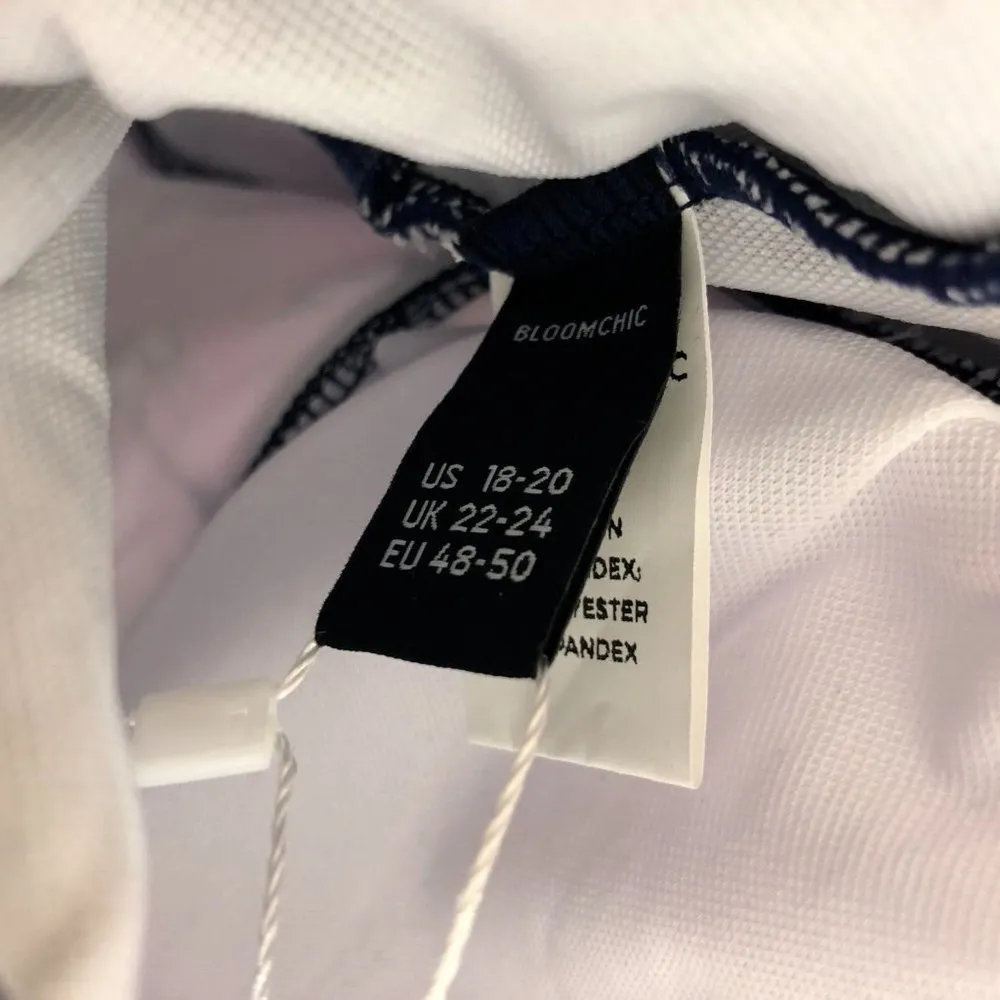 BLOOMCHIC
US 18-20
UK 22-24
EU 48-50
C
N
DEX;
ESTER
PANDEX